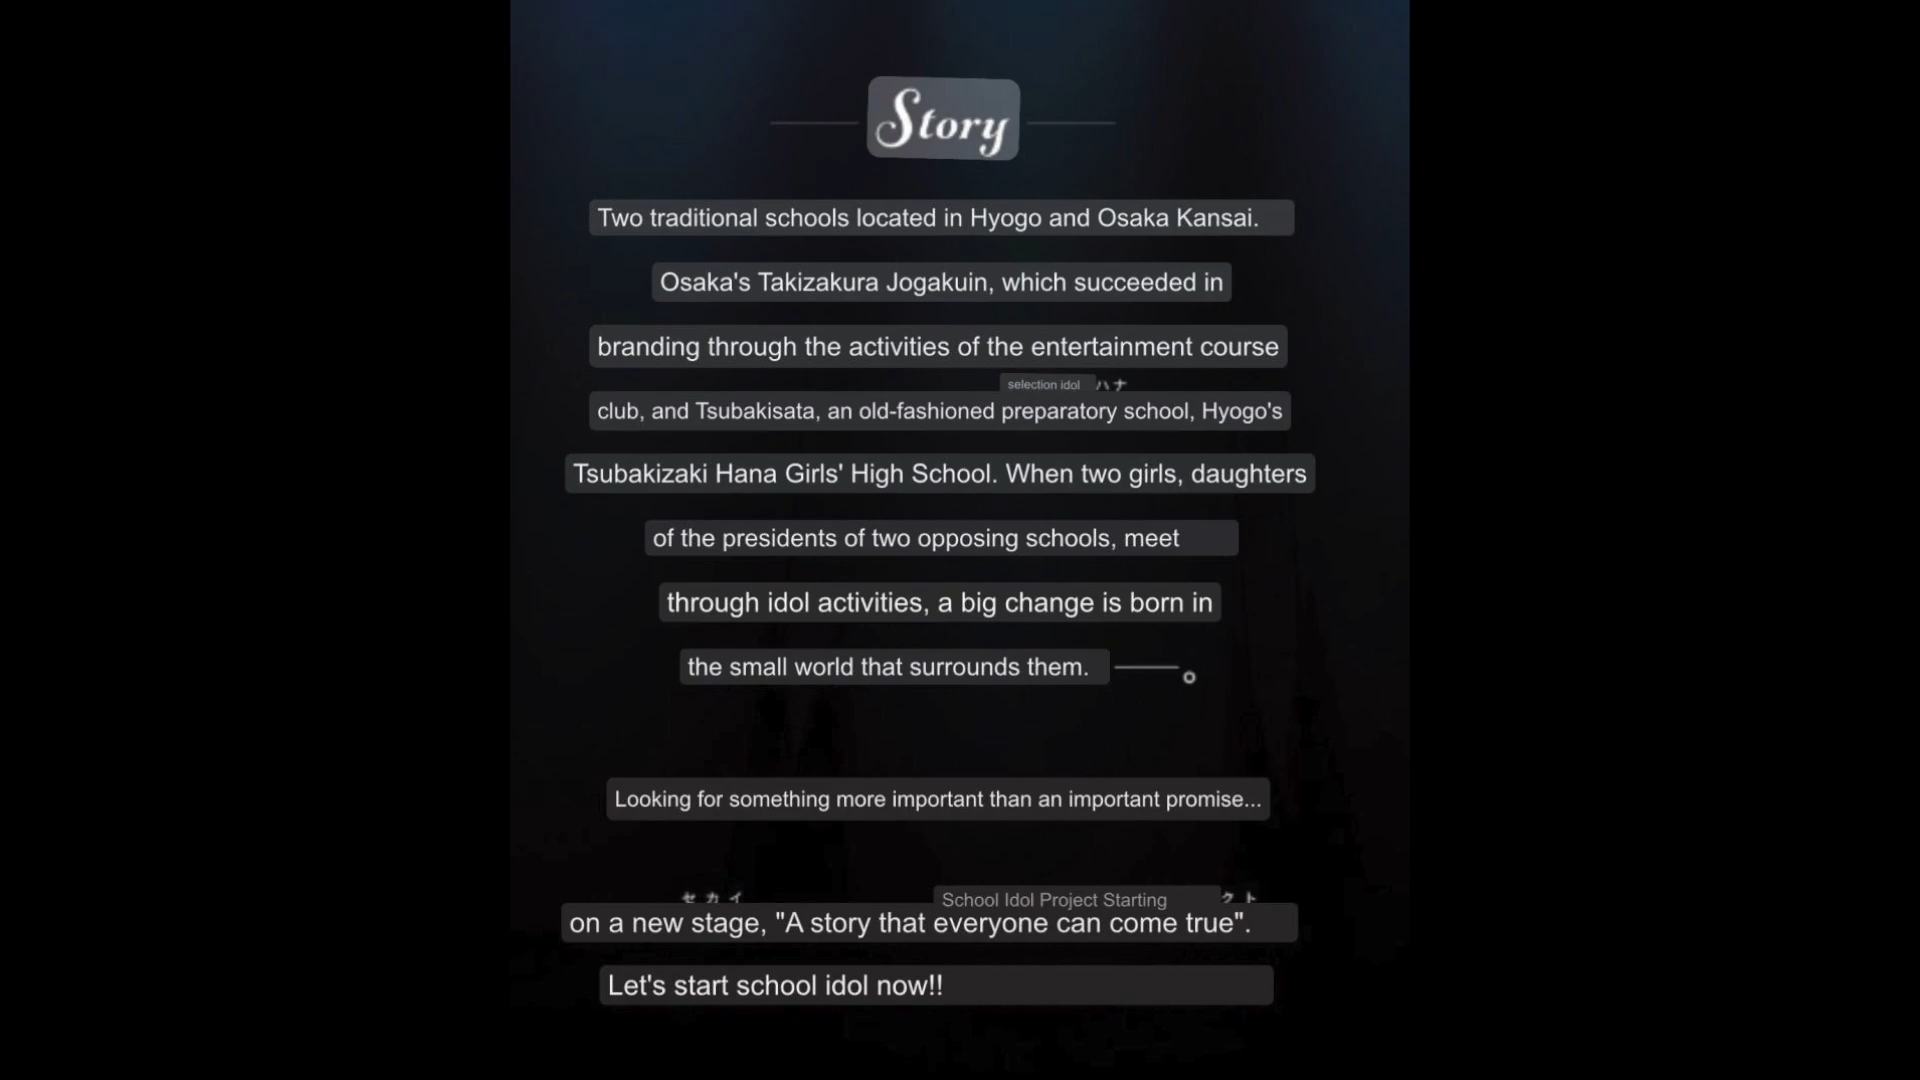 Story
Two traditional schools located in Hyogo and Osaka Kansai.
Osaka's Takizakura Jogakuin, which succeeded in
branding through the activities of the entertainment course
selection idol ハナ
club, and Tsubakisata, an old-fashioned preparatory school, Hyogo's
Tsubakizaki Hana Girls' High School. When two girls, daughters
of the presidents of two opposing schools, meet
through idol activities, a big change is born in
the small world that surrounds them. ——。
Looking for something more important than an important promise...
セカイ School Idol Project Starting クト
on a new stage, "A story that everyone can come true".
Let's start school idol now!!